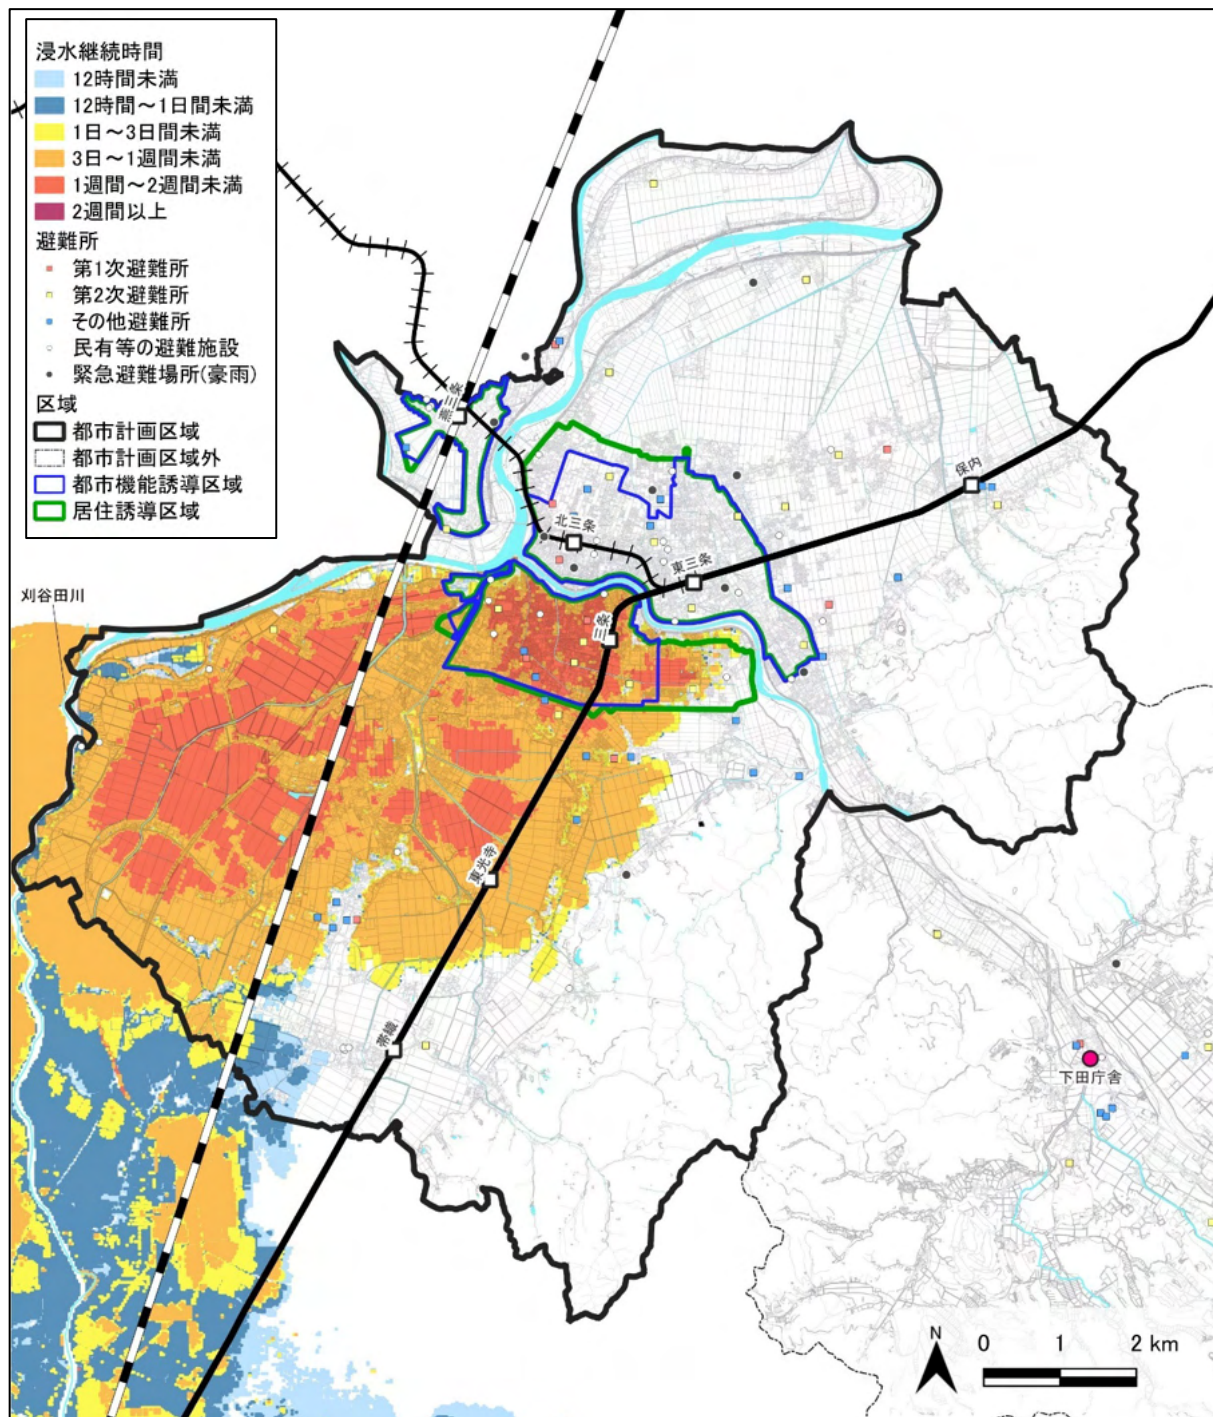 浸水継続時間
12時間未満
12時間～1日間未満
1日～3日間未満
3日～1週間未満
1週間～2週間未満
2週間以上
避難所
第1次避難所
第2次避難所
その他避難所
民有等の避難施設
緊急避難場所(豪雨)
区域
都市計画区域
都市計画区域外
都市機能誘導区域
居住誘導区域
燕三条
保内
北三条
東三条
刈谷田川
三条
東光寺
帯織
下田庁舎
N
0 1 2 km